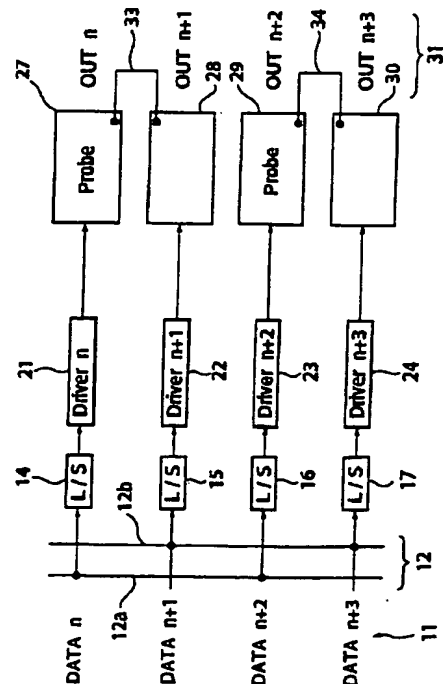 27
Probe
OUT n
33
21
Driver n
14
L / S
DATA n
12a
12b
OUT n+1
28
22
Driver n+1
15
L / S
DATA n+1
29
Probe
OUT n+2
34
23
Driver n+2
16
L / S
DATA n+2
OUT n+3
30
24
Driver n+3
17
L / S
DATA n+3
31
12
11